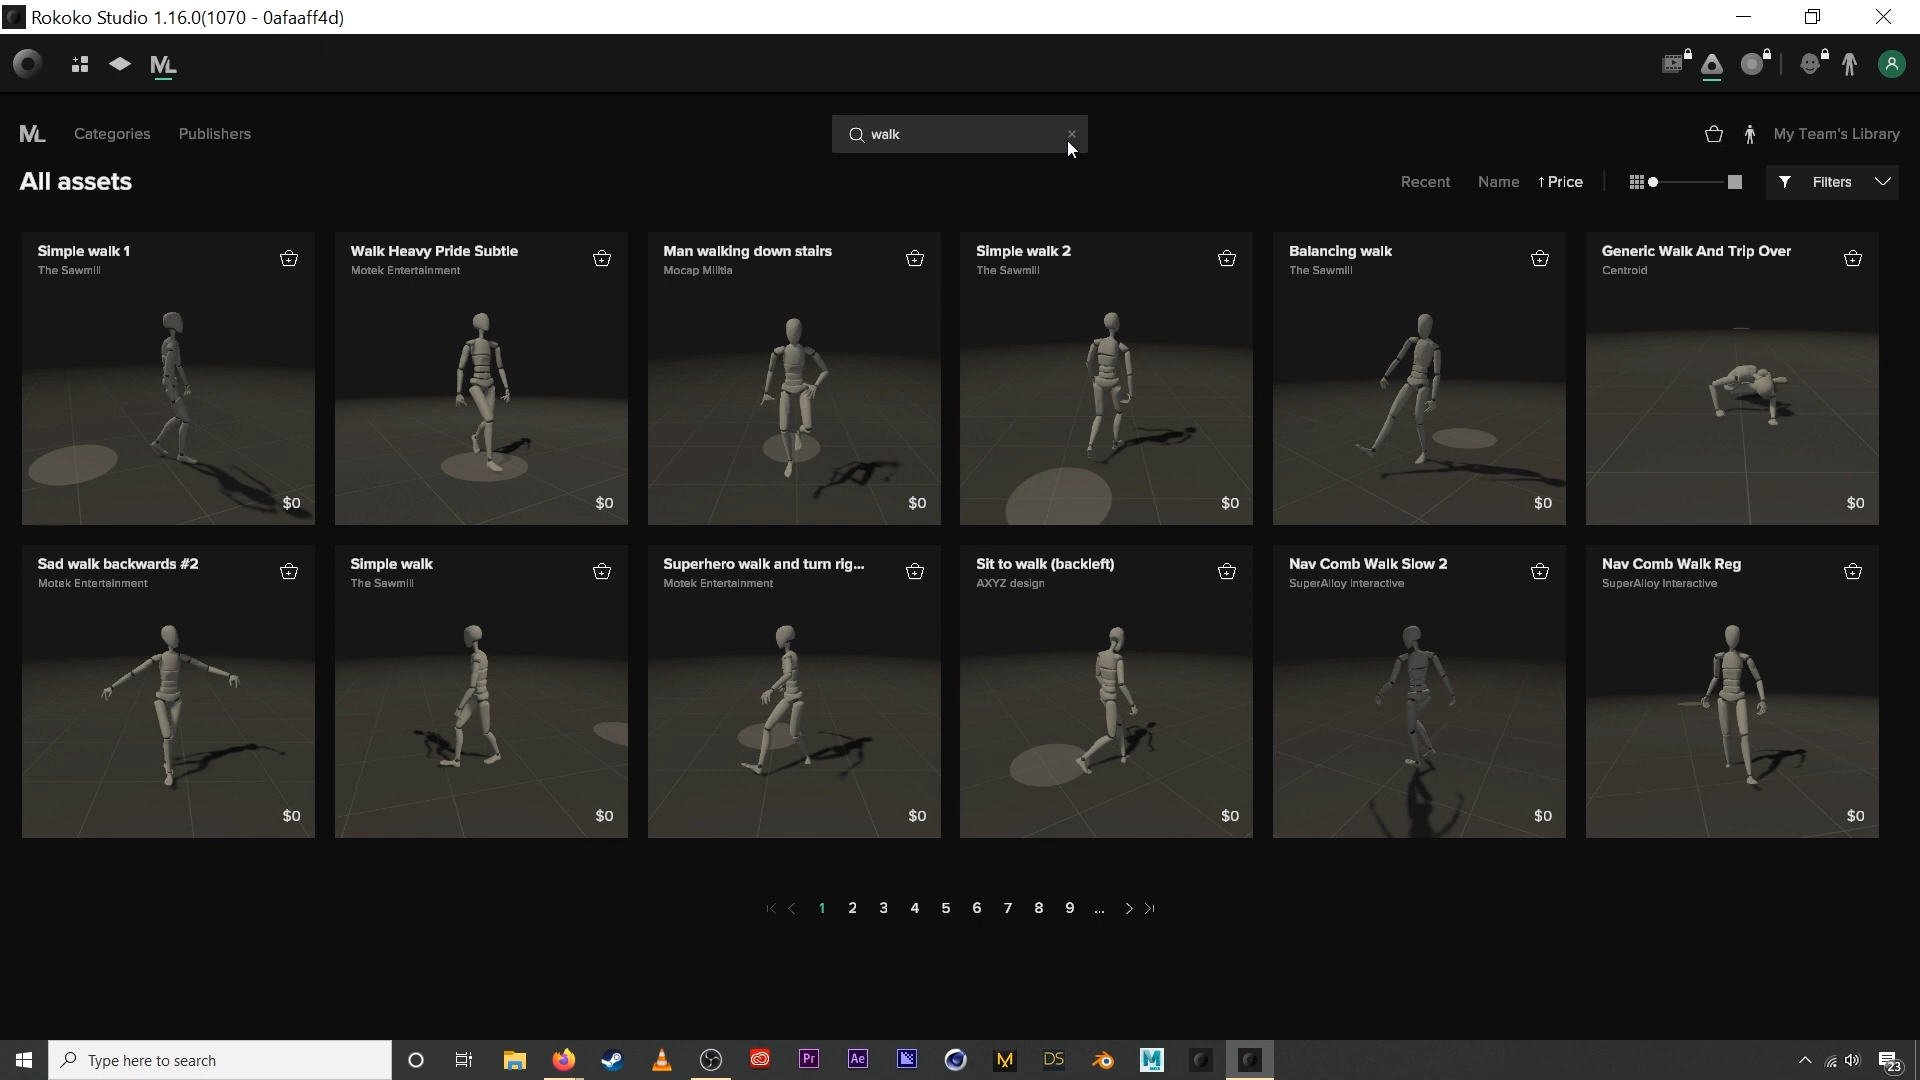 Rokoko Studio 1.16.0(1070 - 0afaaff4d)
ML
ML Categories Publishers
walk
My Team's Library
All assets
Recent Name ↑Price
Filters
Simple walk 1
The Sawmill
$0
Walk Heavy Pride Subtle
Motek Entertainment
$0
Man walking down stairs
Mocap Militia
$0
Simple walk 2
The Sawmill
$0
Balancing walk
The Sawmill
$0
Generic Walk And Trip Over
Centroid
$0
Sad walk backwards #2
Motek Entertainment
$0
Simple walk
The Sawmill
$0
Superhero walk and turn rig...
Motek Entertainment
$0
Sit to walk (backleft)
AXYZ design
$0
Nav Comb Walk Slow 2
SuperAlloy Interactive
$0
Nav Comb Walk Reg
SuperAlloy Interactive
$0
1 2 3 4 5 6 7 8 9 ...
Type here to search
Pr Ae M DS M
23